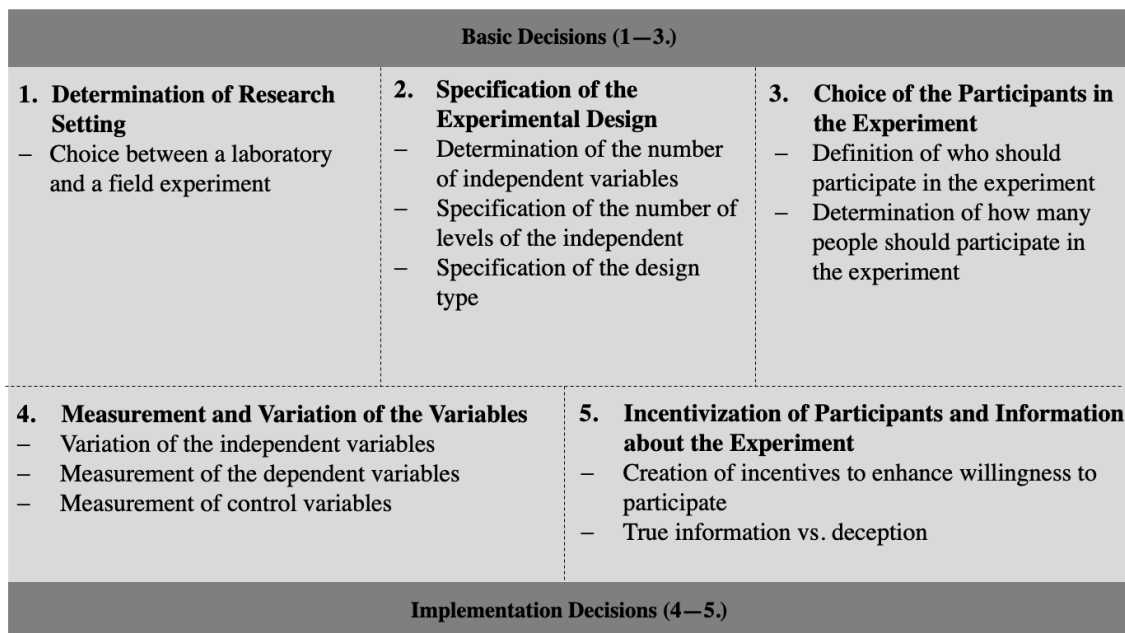 Basic Decisions (1—3.)
1. Determination of Research
Setting
– Choice between a laboratory
and a field experiment
2. Specification of the
Experimental Design
– Determination of the number
of independent variables
– Specification of the number of
levels of the independent
– Specification of the design
type
3. Choice of the Participants in
the Experiment
– Definition of who should
participate in the experiment
– Determination of how many
people should participate in
the experiment
4. Measurement and Variation of the Variables
– Variation of the independent variables
– Measurement of the dependent variables
– Measurement of control variables
5. Incentivization of Participants and Information
about the Experiment
– Creation of incentives to enhance willingness to
participate
– True information vs. deception
Implementation Decisions (4—5.)